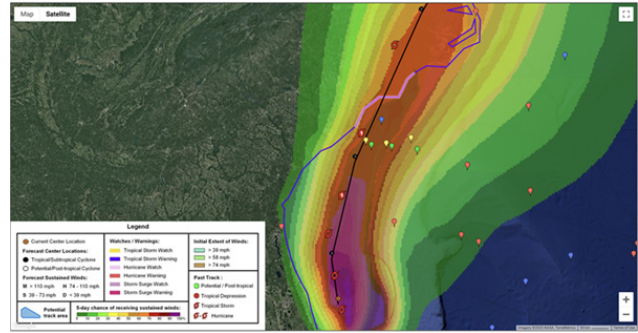 Map Satellite
Legend
Current Center Location
Forecast Center Locations:
Tropical/Subtropical Cyclone
Potential/Post-tropical Cyclone
Forecast Sustained Winds:
M > 110 mph H 74 - 110 mph
S 39 - 73 mph D < 39 mph
Potential
track area
Watches / Warnings:
Tropical Storm Watch
Tropical Storm Warning
Hurricane Watch
Hurricane Warning
Storm Surge Watch
Storm Surge Warning
Initial Extent of Winds:
> 39 mph
> 58 mph
> 74 mph
Past Track :
Potential / Post-tropical
Tropical Depression
Tropical Storm
Hurricane
5-day chance of receiving sustained winds: